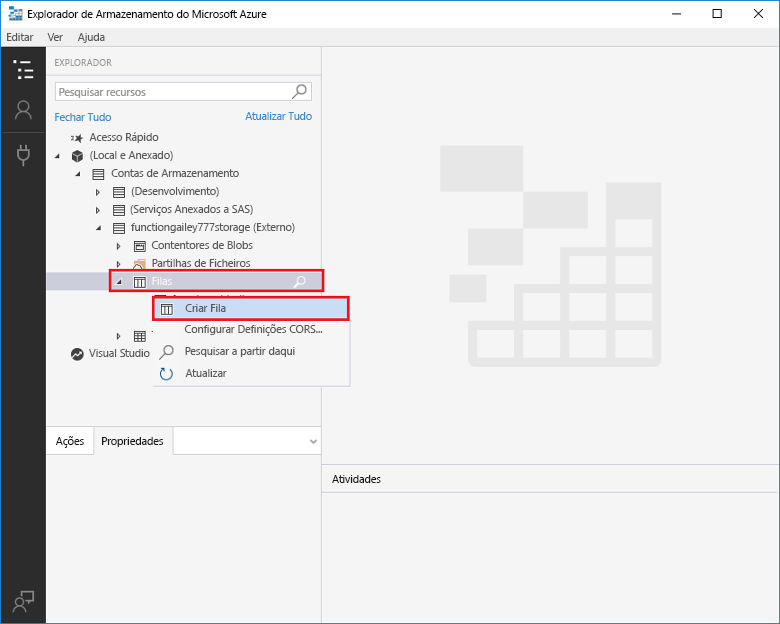 Explorador de Armazenamento do Microsoft Azure
Editar Ver Ajuda
EXPLORADOR
Pesquisar recursos
Fechar Tudo Atualizar Tudo
Acesso Rápido
(Local e Anexado)
Contas de Armazenamento
(Desenvolvimento)
(Serviços Anexados a SAS)
functiongailey777storage (Externo)
Contentores de Blobs
Partilhas de Ficheiros
Filas
Criar Fila
Configurar Definições CORS...
Visual Studio
Pesquisar a partir daqui
Atualizar
Ações Propriedades
Atividades